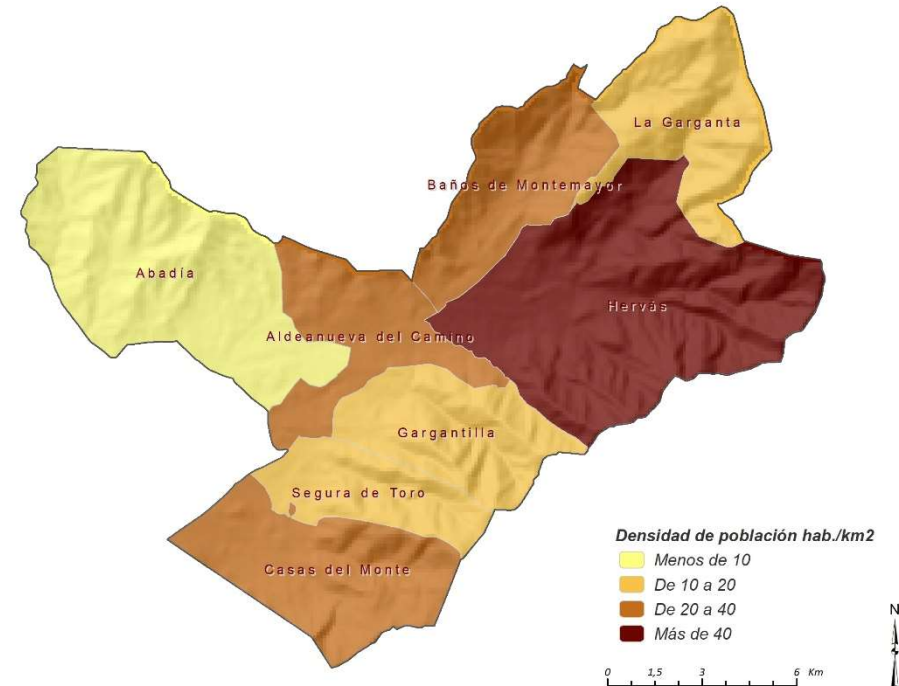 La Garganta
Baños de Montemayor
Abadía
Hervás
Aldeanueva del Camino
Gargantilla
Segura de Toro
Casas del Monte
Densidad de población hab./km2
Menos de 10
De 10 a 20
De 20 a 40
Más de 40
N
0 1,5 3 6 Km